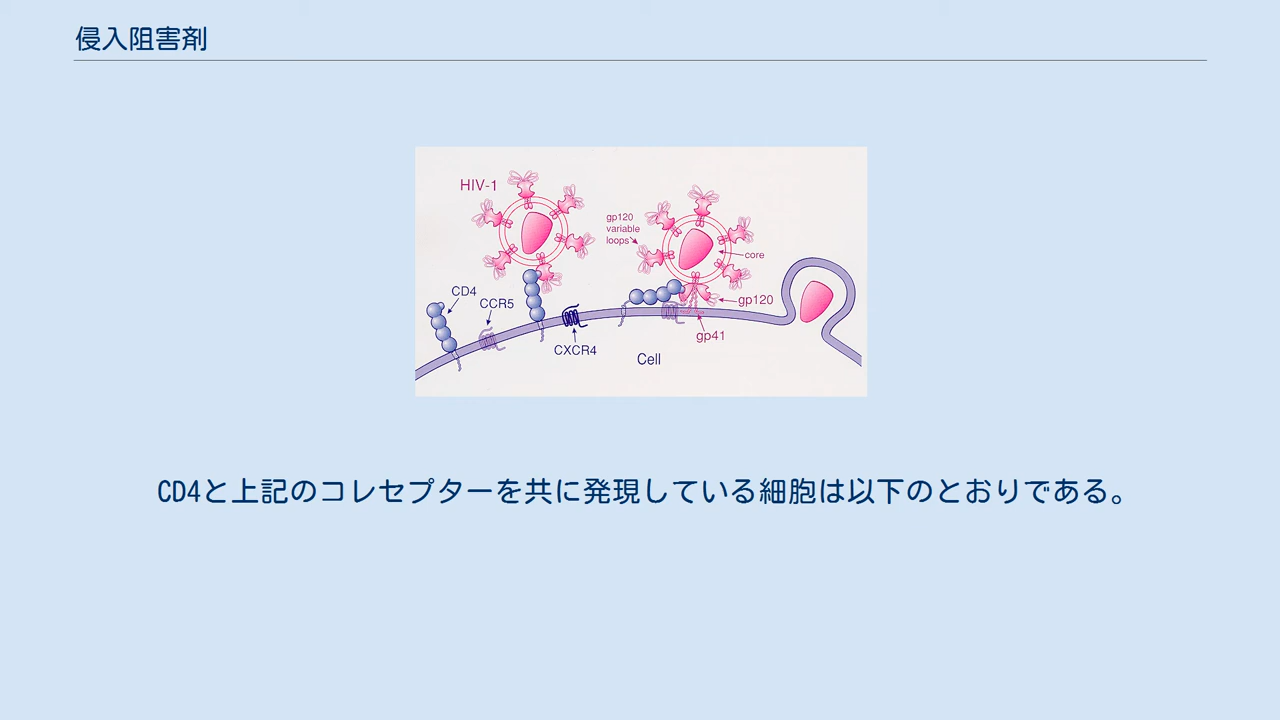 侵入阻害剤
HIV-1
gp120
variable
loops
core
CD4
CCR5
gp120
gp41
CXCR4
Cell
CD4と上記のコレセプターを共に発現している細胞は以下のとおりである。